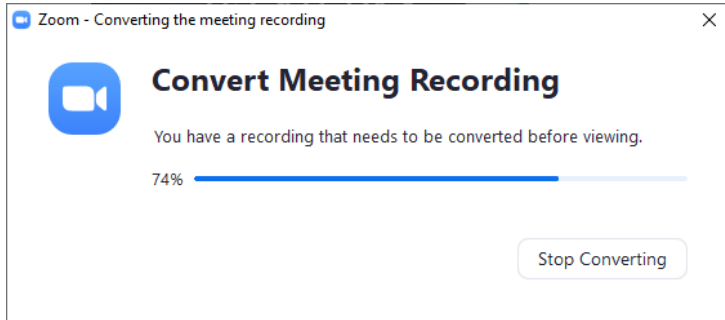 Zoom - Converting the meeting recording
Convert Meeting Recording
You have a recording that needs to be converted before viewing.
74%
Stop Converting